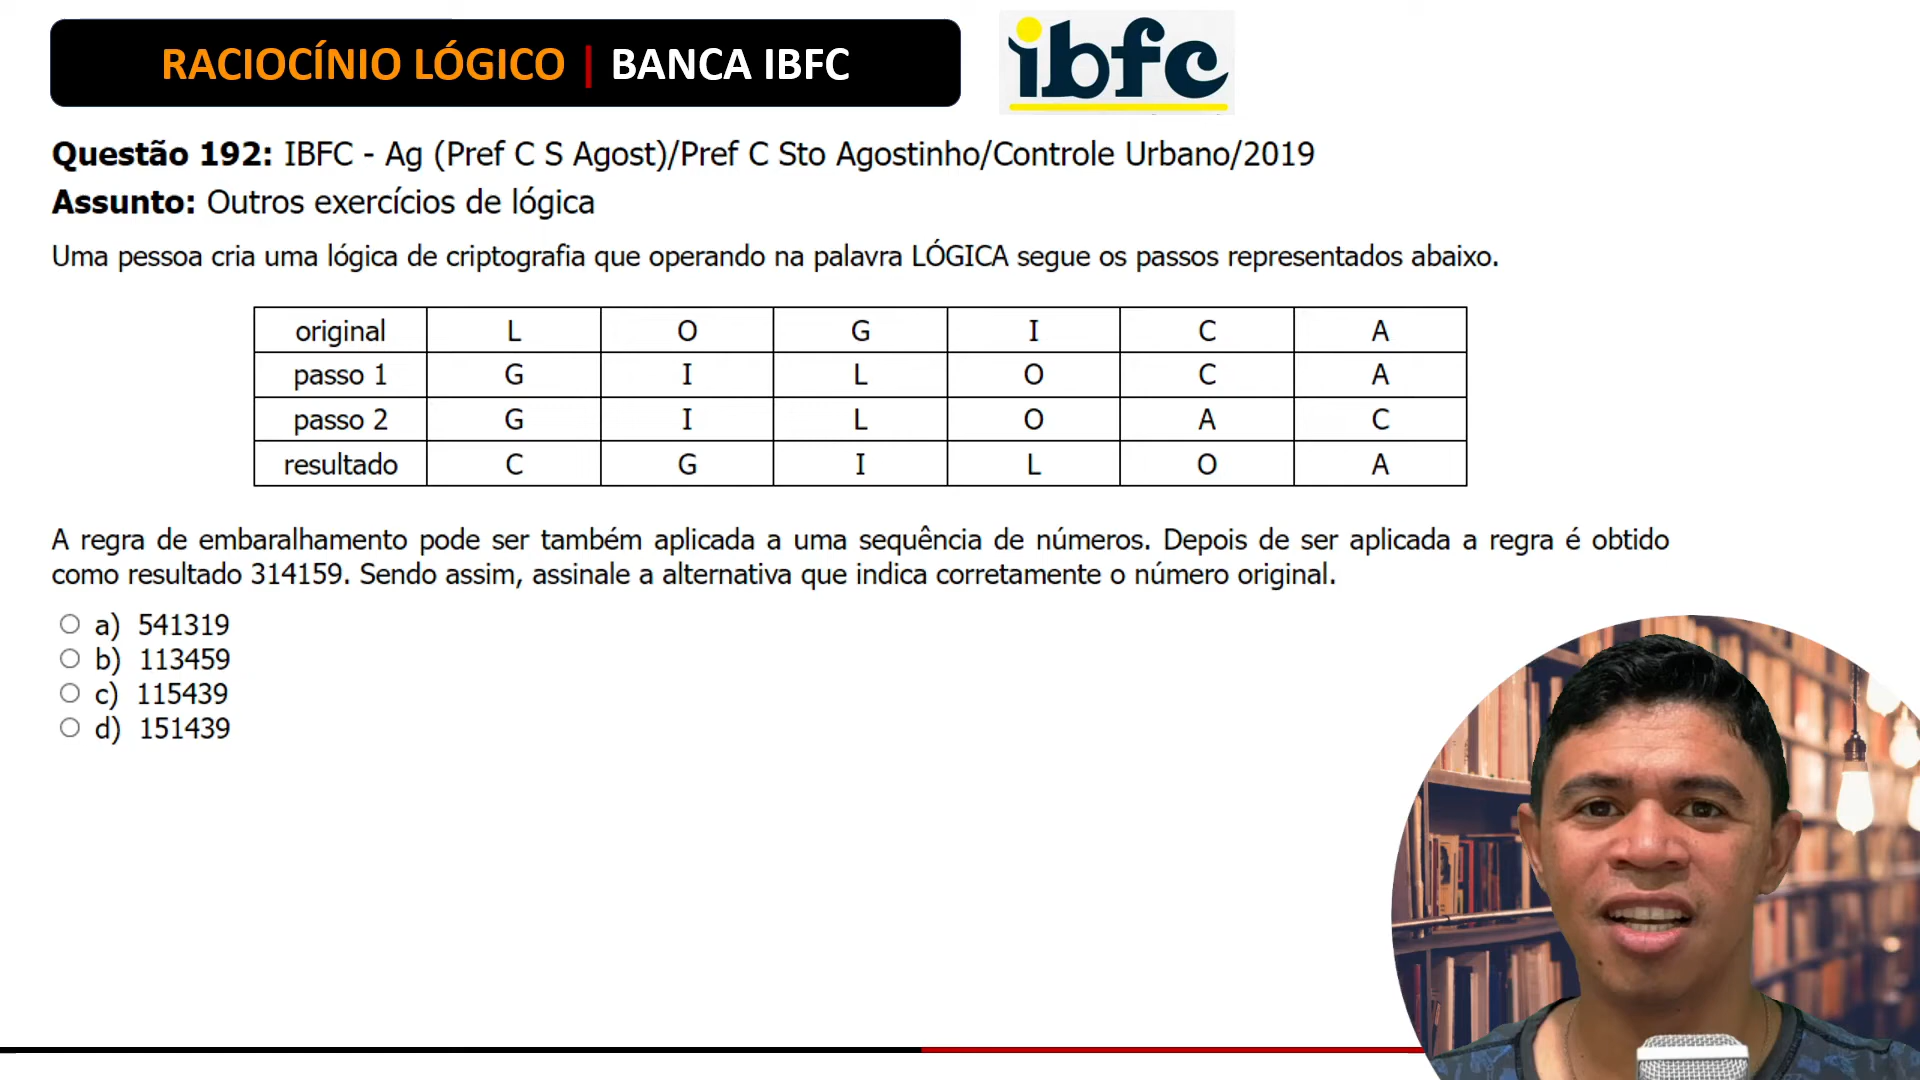 RACIOCÍNIO LÓGICO | BANCA IBFC
ibfc
Questão 192: IBFC - Ag (Pref C S Agost)/Pref C Sto Agostinho/Controle Urbano/2019
Assunto: Outros exercícios de lógica
Uma pessoa cria uma lógica de criptografia que operando na palavra LÓGICA segue os passos representados abaixo.
original L O G I C A
passo 1 G I L O C A
passo 2 G I L O A C
resultado C G I L O A
A regra de embaralhamento pode ser também aplicada a uma sequência de números. Depois de ser aplicada a regra é obtido
como resultado 314159. Sendo assim, assinale a alternativa que indica corretamente o número original.
a) 541319
b) 113459
c) 115439
d) 151439